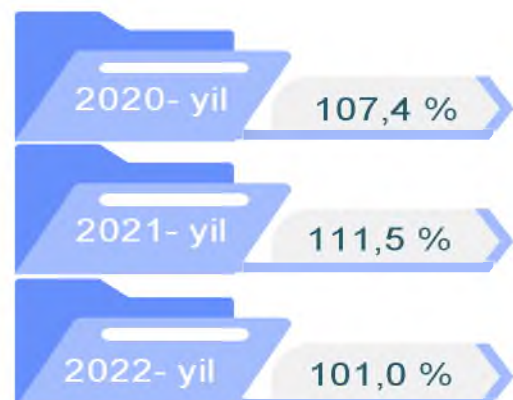 2020- yil
107,4 %
2021- yil
111,5 %
2022- yil
101,0 %